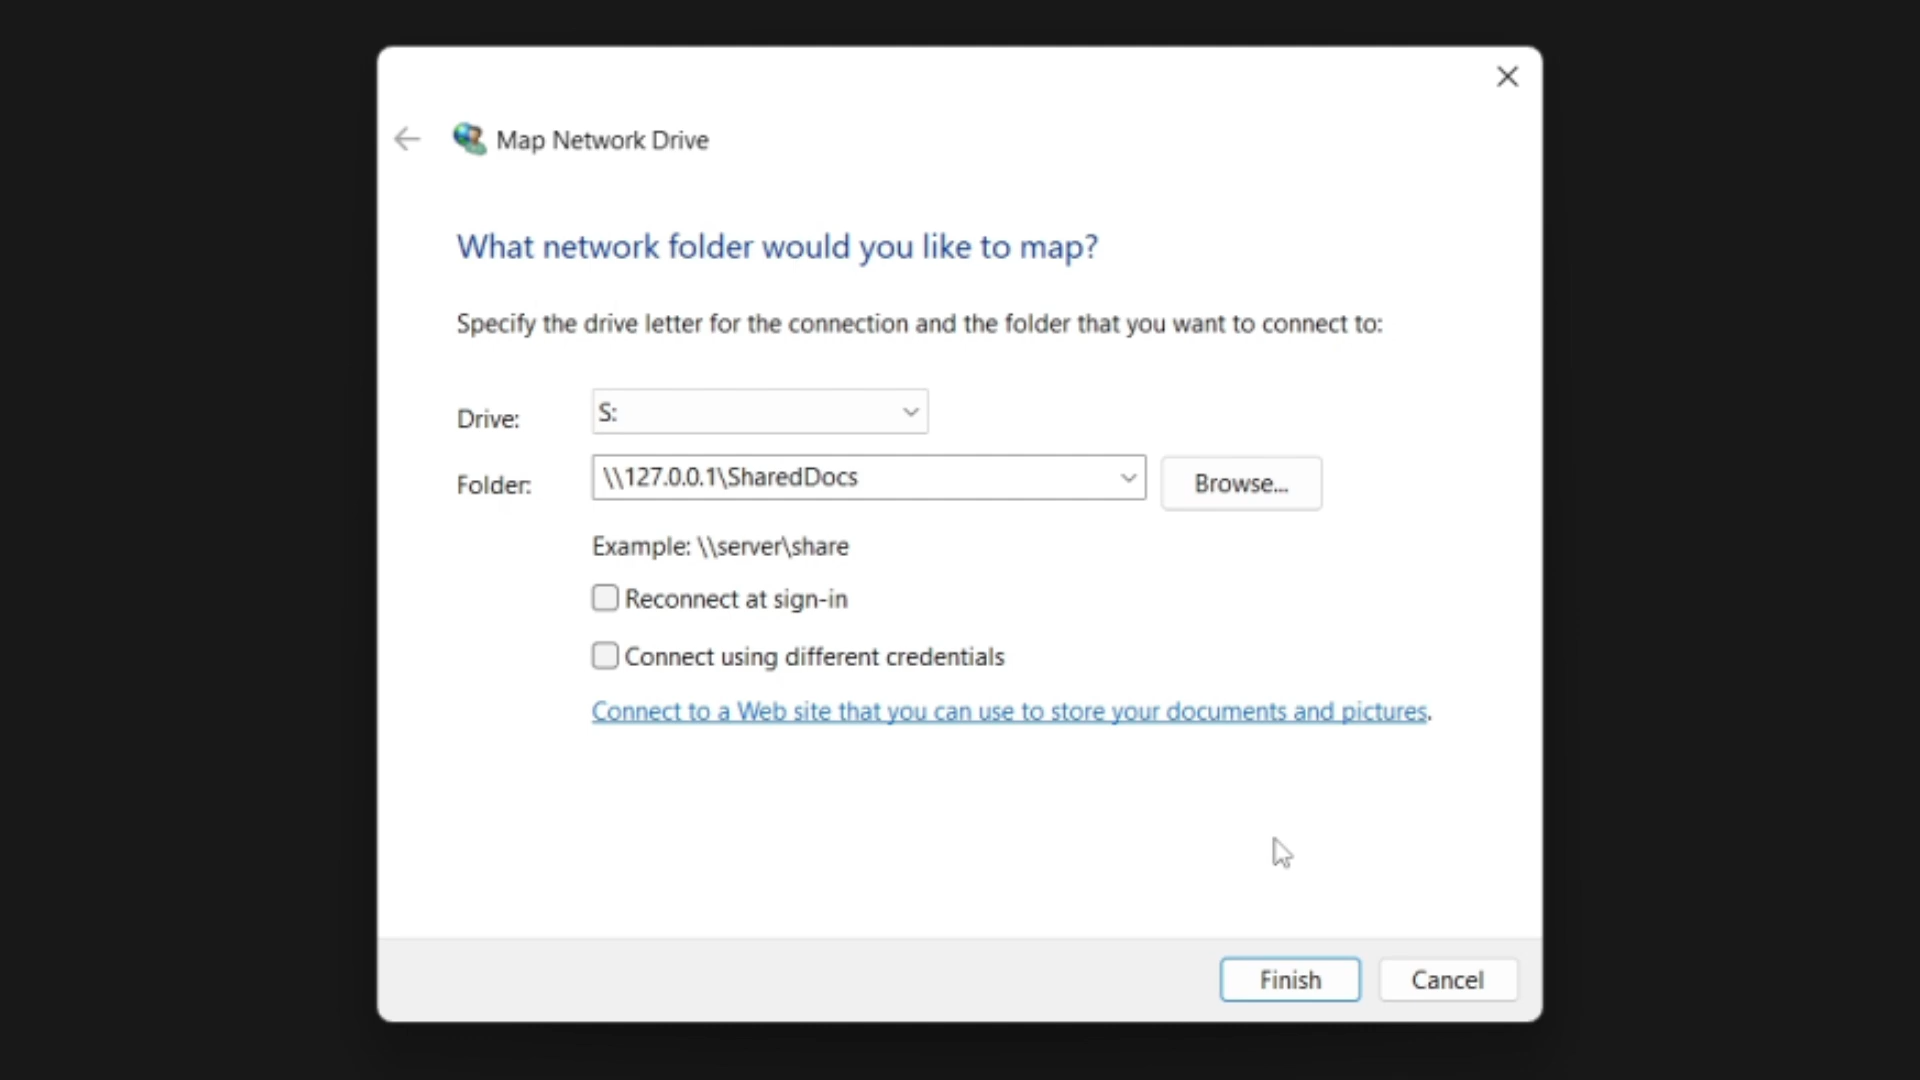 Map Network Drive
What network folder would you like to map?
Specify the drive letter for the connection and the folder that you want to connect to:
Drive: S:
Folder: \\127.0.0.1\SharedDocs Browse...
Example: \\server\share
Reconnect at sign-in
Connect using different credentials
Connect to a Web site that you can use to store your documents and pictures.
Finish Cancel